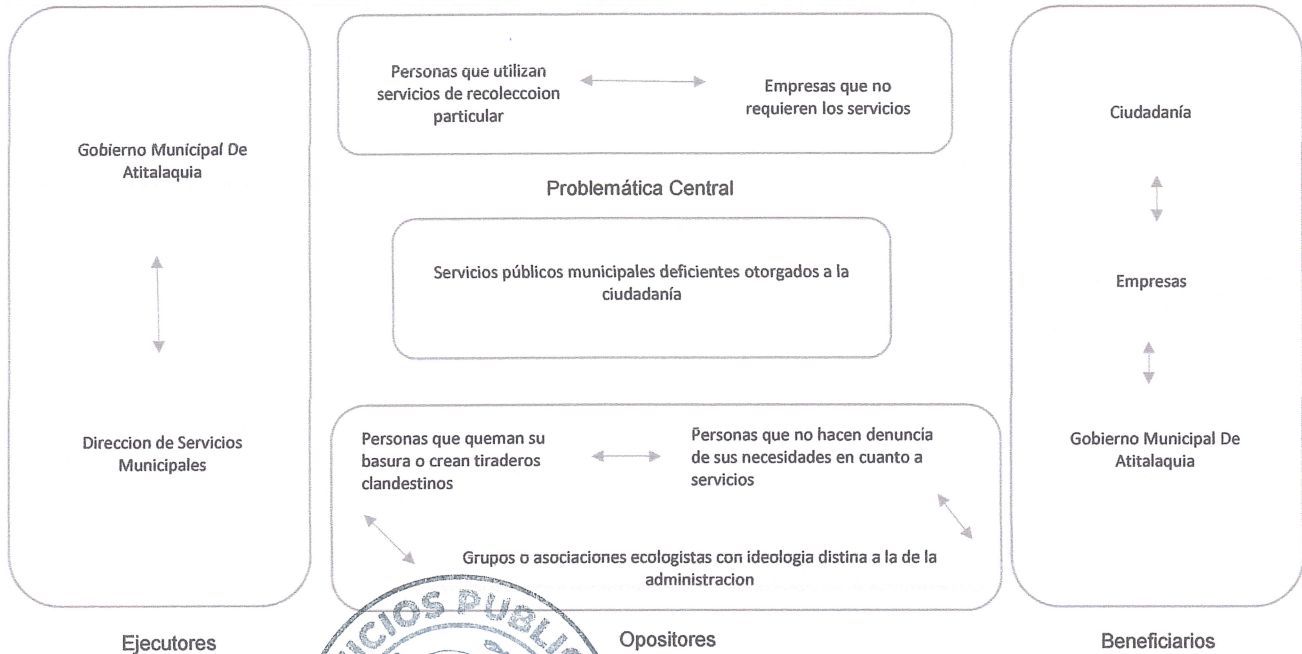 Gobierno Municipal De
Atitalaquia
Direccion de Servicios
Municipales
Ejecutores
Personas que utilizan
servicios de recoleccoion
particular
Empresas que no
requieren los servicios
Problemática Central
Servicios públicos municipales deficientes otorgados a la
ciudadanía
Personas que queman su
basura o crean tiraderos
clandestinos
Personas que no hacen denuncia
de sus necesidades en cuanto a
servicios
Grupos o asociaciones ecologistas con ideologia distina a la de la
administracion
Opositores
Ciudadanía
Empresas
Gobierno Municipal De
Atitalaquia
Beneficiarios